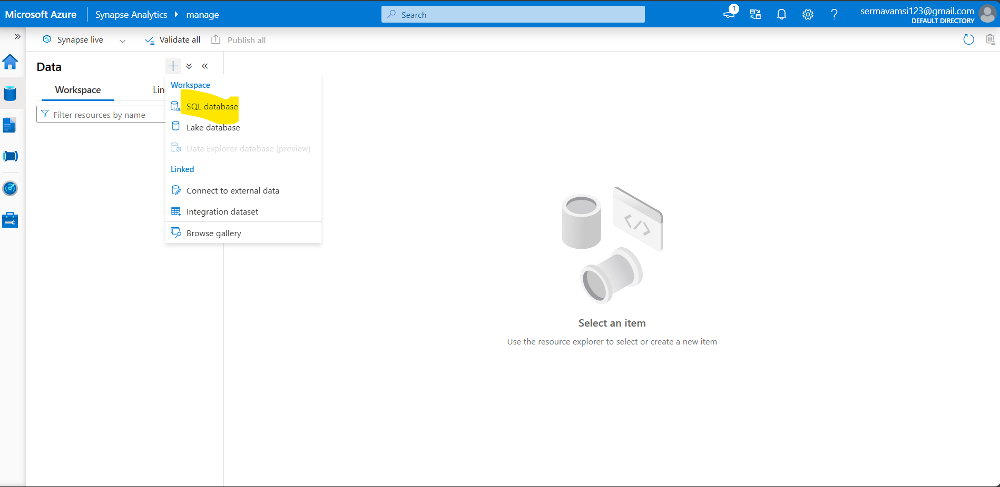 Microsoft Azure
Synapse Analytics
manage
Search
1
sermavamsi123@gmail.com
DEFAULT DIRECTORY
Synapse live
Validate all
Publish all
Data
Workspace
Lin
Filter resources by name
Workspace
SQL
SQL database
Lake database
Data Explorer database (preview)
Linked
Connect to external data
Integration dataset
Browse gallery
Select an item
Use the resource explorer to select or create a new item